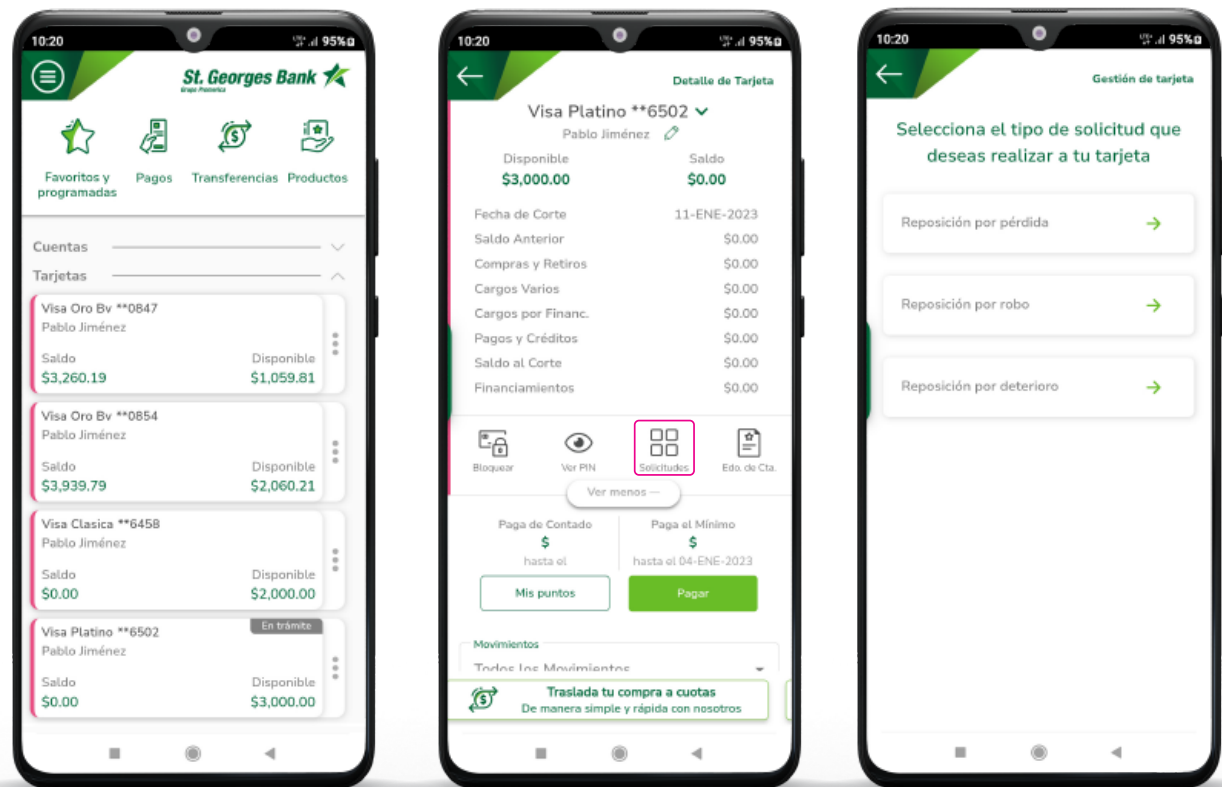 10:20
95%
St. Georges Bank
Grupo Promerica
Favoritos y
programadas
Pagos
Transferencias
Productos
Cuentas
Tarjetas
Visa Oro Bv **0847
Pablo Jiménez
Saldo Disponible
$3,260.19 $1,059.81
Visa Oro Bv **0854
Pablo Jiménez
Saldo Disponible
$3,939.79 $2,060.21
Visa Clasica **6458
Pablo Jiménez
Saldo Disponible
$0.00 $2,000.00
En trámite
Visa Platino **6502
Pablo Jiménez
Saldo Disponible
$0.00 $3,000.00
10:20
95%
Detalle de Tarjeta
Visa Platino **6502
Pablo Jiménez
Disponible Saldo
$3,000.00 $0.00
Fecha de Corte 11-ENE-2023
Saldo Anterior $0.00
Compras y Retiros $0.00
Cargos Varios $0.00
Cargos por Financ. $0.00
Pagos y Créditos $0.00
Saldo al Corte $0.00
Financiamientos $0.00
Bloquear Ver PIN Solicitudes Edo. de Cta.
Ver menos —
Paga de Contado Paga el Mínimo
$ $
hasta el hasta el 04-ENE-2023
Mis puntos Pagar
Movimientos
Todos los Movimientos
Traslada tu compra a cuotas
De manera simple y rápida con nosotros
10:20
95%
Gestión de tarjeta
Selecciona el tipo de solicitud que
deseas realizar a tu tarjeta
Reposición por pérdida
Reposición por robo
Reposición por deterioro